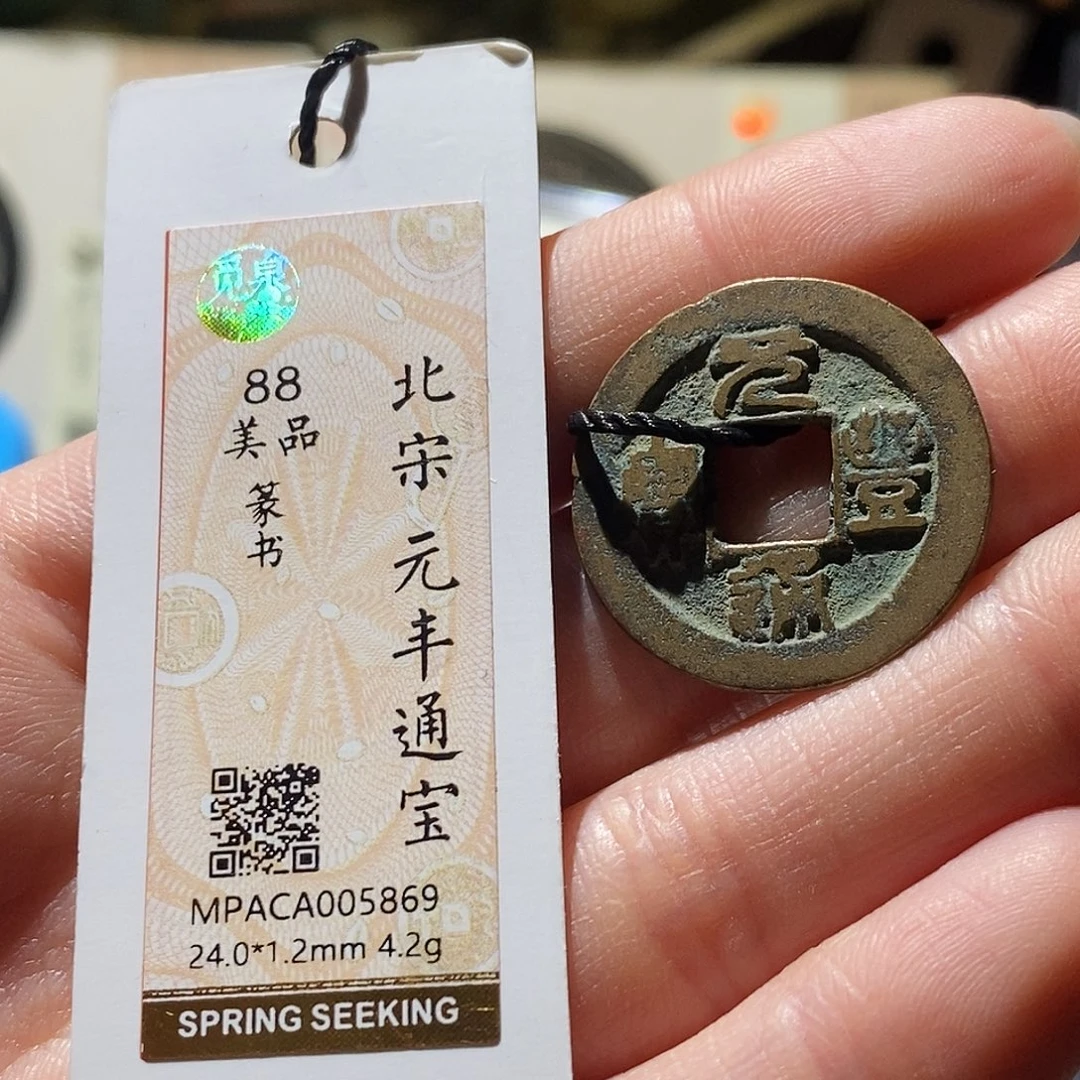 觅泉
北宋元丰通宝
88
美品
篆书
MPACA005869
24.0*1.2mm 4.2g
SPRING SEEKING
元豐通